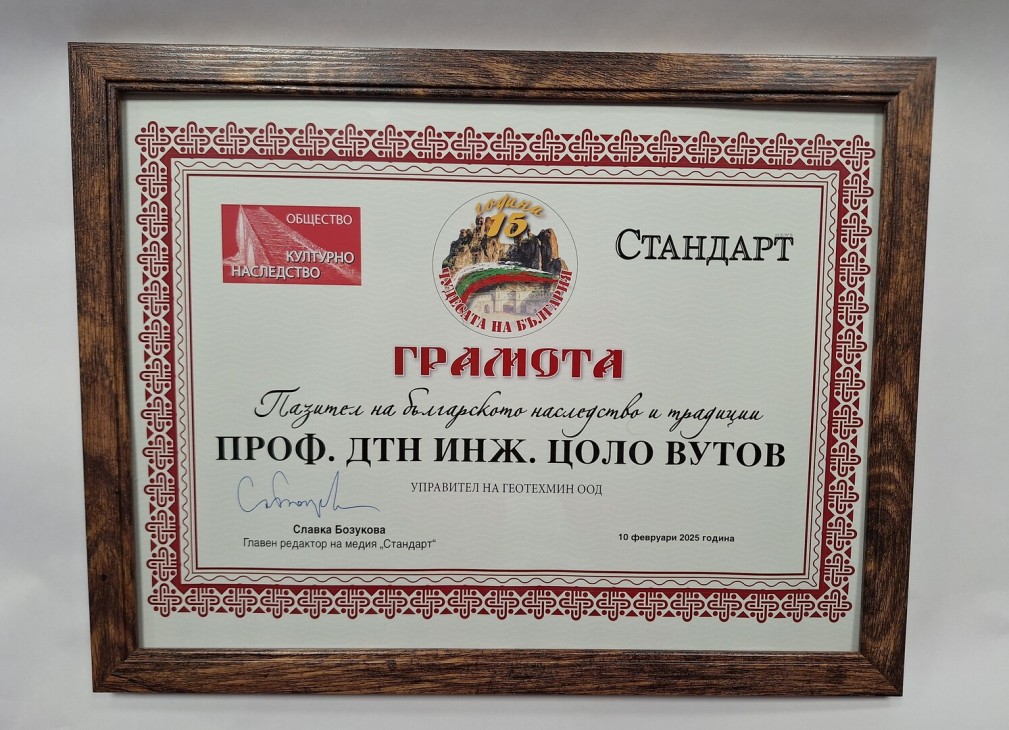 ОБЩЕСТВО
КУЛТУРНО
НАСЛЕДСТВО
15 години
ЧУДЕСАТА НА БЪЛГАРИЯ
СТАНДАРТ
ГРАМОТА
Пазител на българското наследство и традиции
ПРОФ. ДТН ИНЖ. ЦОЛО ВУТОВ
УПРАВИТЕЛ НА ГЕОТЕХМИН ООД
Славка Бозукова
Главен редактор на медия „Стандарт“
10 февруари 2025 година